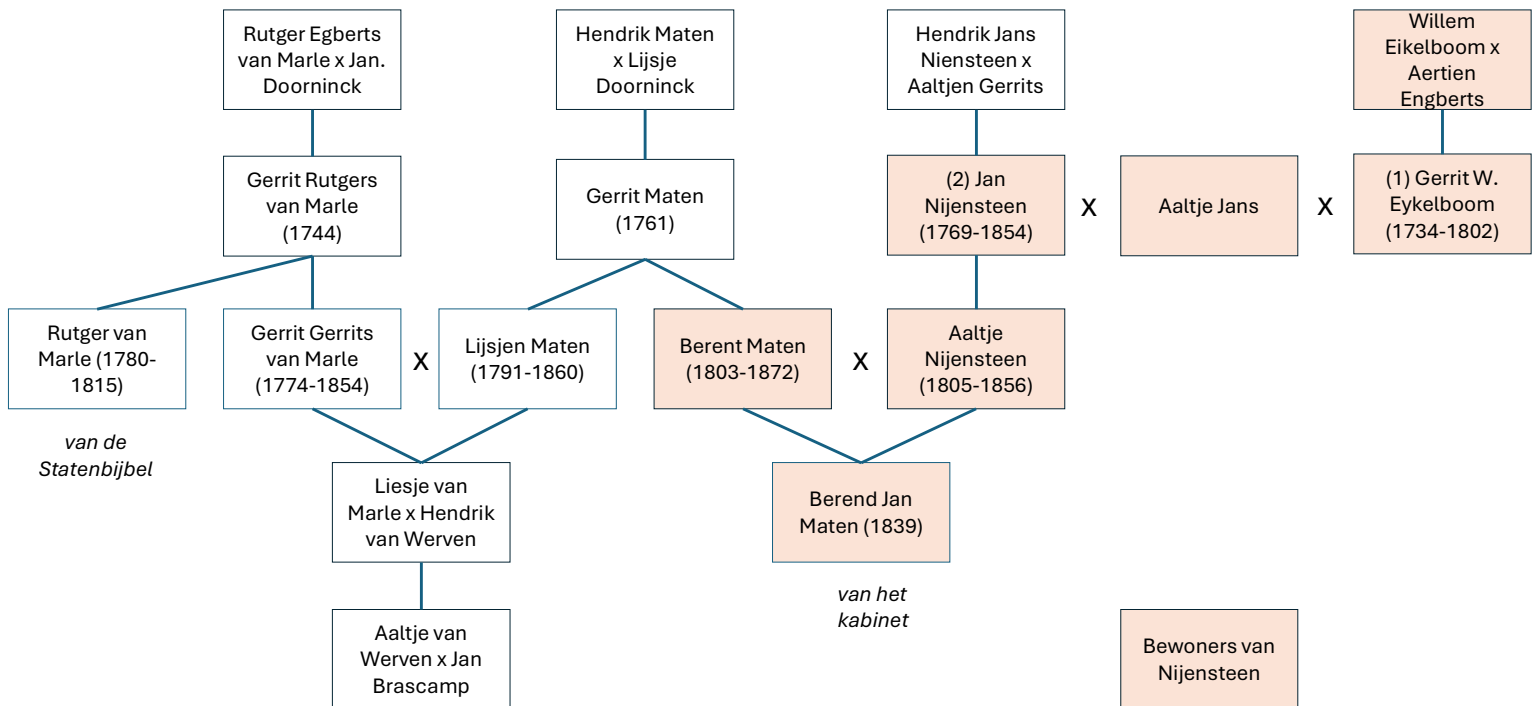 Rutger Egberts
van Marle x Jan.
Doorninck
Hendrik Maten
x Lijsje
Doorninck
Hendrik Jans
Niensteen x
Aaltjen Gerrits
Willem
Eikelboom x
Aertien
Engberts
Gerrit Rutgers
van Marle
(1744)
Gerrit Maten
(1761)
(2) Jan
Nijensteen
(1769-1854)
X
Aaltje Jans
X
(1) Gerrit W.
Eykelboom
(1734-1802)
Rutger van
Marle (1780-
1815)
Gerrit Gerrits
van Marle
(1774-1854)
X
Lijsjen Maten
(1791-1860)
Berent Maten
(1803-1872)
X
Aaltje
Nijensteen
(1805-1856)
van de
Statenbijbel
Liesje van
Marle x Hendrik
van Werven
Berend Jan
Maten (1839)
van het
kabinet
Aaltje van
Werven x Jan
Brascamp
Bewoners van
Nijensteen